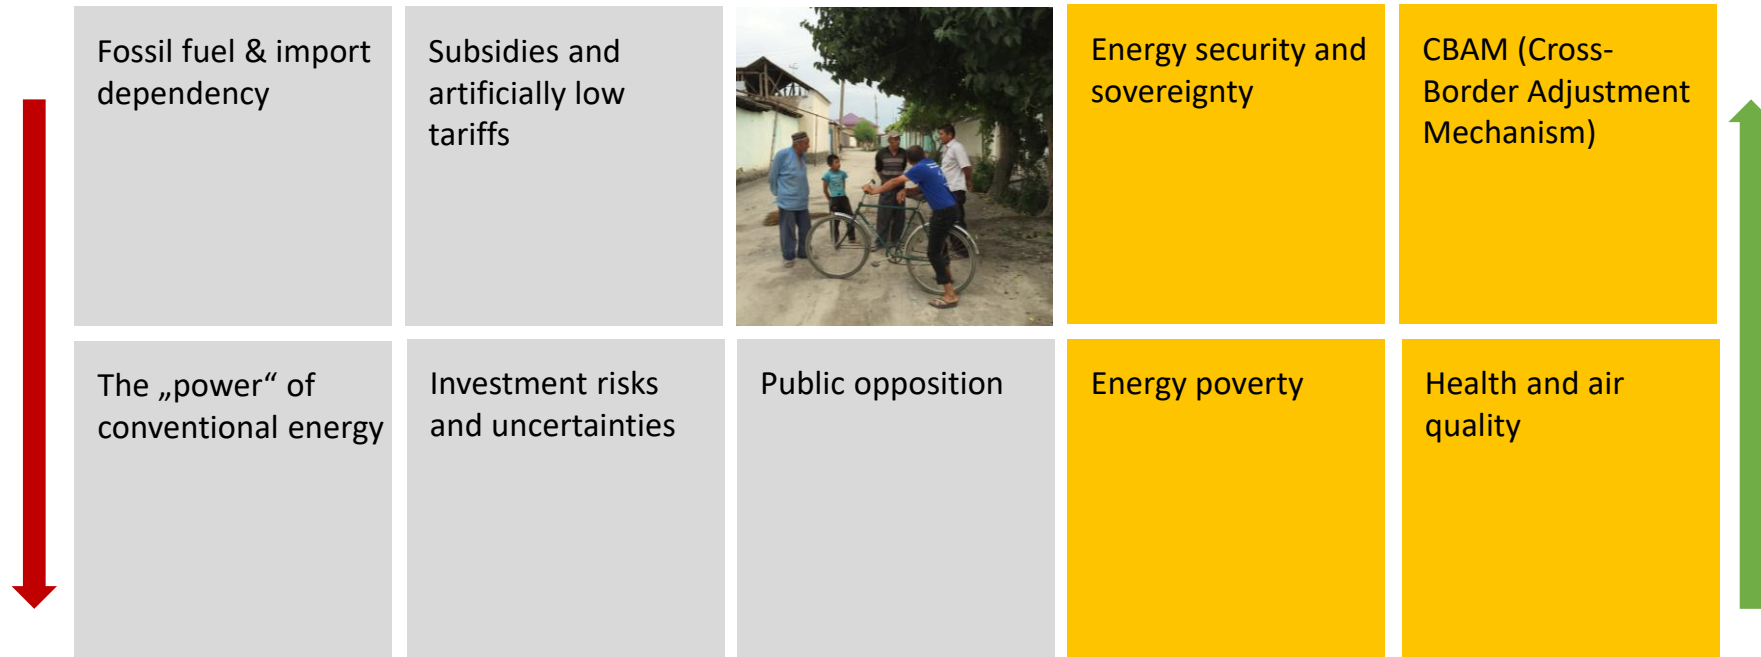 Fossil fuel & import
dependency
Subsidies and
artificially low
tariffs
Energy security and
sovereignty
CBAM (Cross-
Border Adjustment
Mechanism)
The „power“ of
conventional energy
Investment risks
and uncertainties
Public opposition
Energy poverty
Health and air
quality